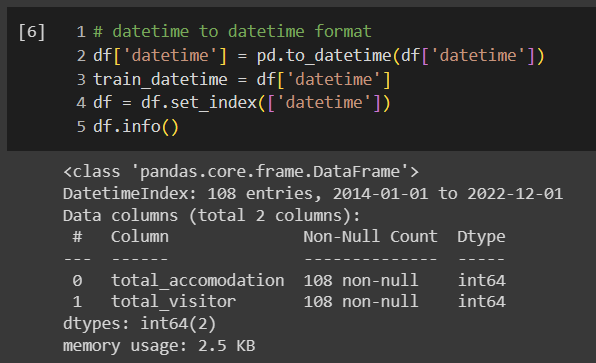 [6]
1 # datetime to datetime format
2 df['datetime'] = pd.to_datetime(df['datetime'])
3 train_datetime = df['datetime']
4 df = df.set_index(['datetime'])
5 df.info()
<class 'pandas.core.frame.DataFrame'>
DatetimeIndex: 108 entries, 2014-01-01 to 2022-12-01
Data columns (total 2 columns):
 #   Column             Non-Null Count  Dtype
---  ------             --------------  -----
 0   total_accomodation  108 non-null    int64
 1   total_visitor       108 non-null    int64
dtypes: int64(2)
memory usage: 2.5 KB